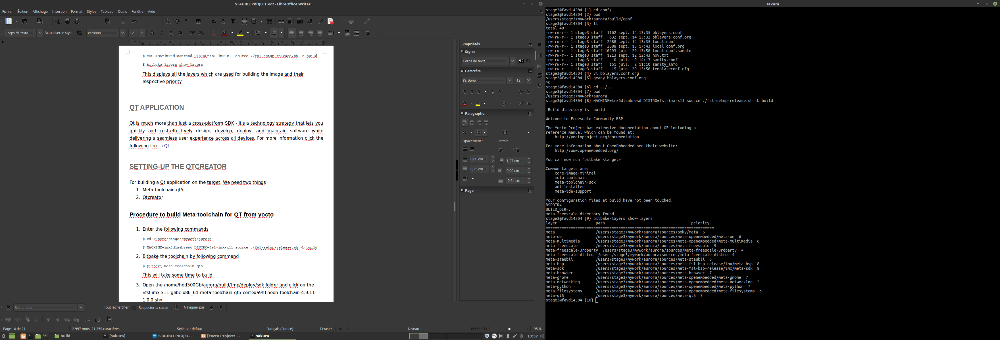 STAUBLI PROJECT.odt - LibreOffice Writer
Fichier Édition Affichage Insertion Format Styles Tableau Outils Fenêtre Aide
Corps de texte Actualiser le style Verdana 12
$ MACHINE=imx6dlsabresd DISTRO=fsl-imx-x11 source ./fsl-setup-release.sh -b build
$ bitbake-layers show-layers
This displays all the layers which are used for building the image and their
respective priority
QT APPLICATION
Qt is much more than just a cross-platform SDK - it's a technology strategy that lets you
quickly and cost-effectively design, develop, deploy, and maintain software while
delivering a seamless user experience across all devices. For more information click the
following link → Qt
SETTING-UP THE QTCREATOR
For building a Qt application on the target, We need two things
1. Meta-toolchain-qt5
2. Qtcreator
Procedure to build Meta-toolchain for QT from yocto
1. Enter the following commands
$ cd /users/stage3/mywork/aurora
$ MACHINE=imx6dlsabresd DISTRO=fsl-imx-x11 source ./fsl-setup-release.sh -b build
2. Bitbake the toolchain by following command
$ bitbake meta-toolchain-qt5
This will take some time to build
3. Open the /home/hdd500Gb/aurora/build/tmp/deploy/sdk folder and click on the
«fsl-imx-x11-glibc-x86_64-meta-toolchain-qt5-cortexa9hf-neon-toolchain-4.9.11-
1.0.0.sh»
Propriétés
Styles
Corps de texte
Caractère
Verdana 12
Paragraphe
Espacement : Retrait :
0,00 cm 1,27 cm
0,25 cm 0,00 cm
-0,64 cm
Page
Rechercher Tout rechercher Respecter la casse Naviguer par
Page 14 de 21 2 997 mots, 21 359 caractères Style par défaut Français (France) Écraser Niveau 1 95 %
build [sakura] STAUBLI PROJEC... [Yocto Project: ... sakura 13:57
sakura
stage3@favd14504 {1} cd conf/
stage3@favd14504 {2} pwd
/users/stage3/mywork/aurora/build/conf
stage3@favd14504 {3} ll
total 40
-rw-rw-r-- 1 stage3 staff 1162 sept. 14 13:35 bblayers.conf
-rw-rw-r-- 1 stage3 staff 632 sept. 14 13:32 bblayers.conf.org
-rw-rw-r-- 1 stage3 staff 2688 sept. 14 13:35 local.conf
-rw-rw-r-- 1 stage3 staff 2688 sept. 13 17:43 local.conf.org
-rw-rw-r-- 1 stage3 staff 10293 juin 29 13:58 local.conf.sample
-rw-rw-r-- 1 stage3 staff 1213 sept. 12 12:43 nov.txt
-rw-rw-r-- 1 stage3 staff 0 juil. 9 14:13 sanity.conf
-rw-rw-r-- 1 stage3 staff 151 juil. 2 11:10 sanity_info
-rw-rw-r-- 1 stage3 staff 15 juin 29 13:58 templateconf.cfg
stage3@favd14504 {4} vi bblayers.conf.org
stage3@favd14504 {5} geany bblayers.conf.org
^C
stage3@favd14504 {6} cd ../..
stage3@favd14504 {7} pwd
/users/stage3/mywork/aurora
stage3@favd14504 {8} MACHINE=imx6dlsabresd DISTRO=fsl-imx-x11 source ./fsl-setup-release.sh -b build
Build directory is build
Welcome to Freescale Community BSP
The Yocto Project has extensive documentation about OE including a
reference manual which can be found at:
http://yoctoproject.org/documentation
For more information about OpenEmbedded see their website:
http://www.openembedded.org/
You can now run 'bitbake <target>'
Common targets are:
core-image-minimal
meta-toolchain
meta-toolchain-sdk
adt-installer
meta-ide-support
Your configuration files at build have not been touched.
BSPDIR=
BUILD_DIR=.
meta-freescale directory found
stage3@favd14504 {9} bitbake-layers show-layers
layer path priority
==========================================================================
meta /users/stage3/mywork/aurora/sources/poky/meta 5
meta-oe /users/stage3/mywork/aurora/sources/meta-openembedded/meta-oe 6
meta-multimedia /users/stage3/mywork/aurora/sources/meta-openembedded/meta-multimedia 6
meta-freescale /users/stage3/mywork/aurora/sources/meta-freescale 5
meta-freescale-3rdparty /users/stage3/mywork/aurora/sources/meta-freescale-3rdparty 4
meta-freescale-distro /users/stage3/mywork/aurora/sources/meta-freescale-distro 4
meta-staubli /users/stage3/mywork/aurora/sources/meta-staubli 6
meta-bsp /users/stage3/mywork/aurora/sources/meta-fsl-bsp-release/imx/meta-bsp 8
meta-sdk /users/stage3/mywork/aurora/sources/meta-fsl-bsp-release/imx/meta-sdk 8
meta-browser /users/stage3/mywork/aurora/sources/meta-browser 7
meta-gnome /users/stage3/mywork/aurora/sources/meta-openembedded/meta-gnome 7
meta-networking /users/stage3/mywork/aurora/sources/meta-openembedded/meta-networking 5
meta-python /users/stage3/mywork/aurora/sources/meta-openembedded/meta-python 7
meta-filesystems /users/stage3/mywork/aurora/sources/meta-openembedded/meta-filesystems 6
meta-qt5 /users/stage3/mywork/aurora/sources/meta-qt5 7
stage3@favd14504 {10}